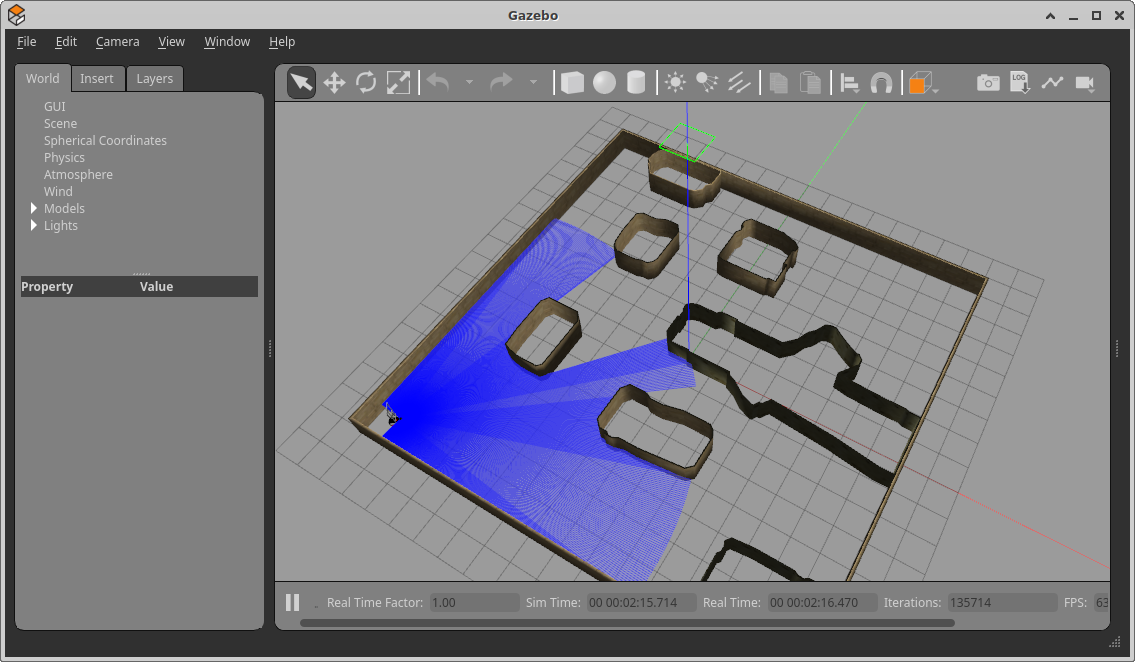 Gazebo
File Edit Camera View Window Help
World Insert Layers
GUI
Scene
Spherical Coordinates
Physics
Atmosphere
Wind
Models
Lights
Property Value
LOG
Real Time Factor: 1.00 Sim Time: 00 00:02:15.714 Real Time: 00 00:02:16.470 Iterations: 135714 FPS: 63